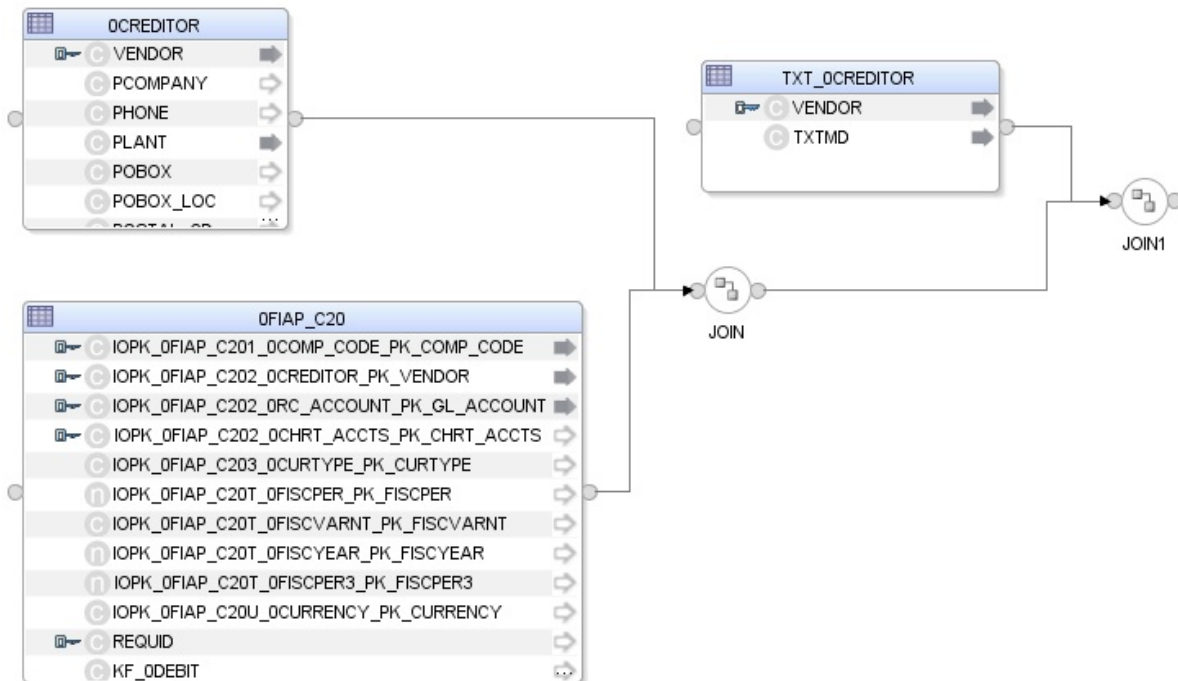 0CREDITOR
VENDOR
PCOMPANY
PHONE
PLANT
POBOX
POBOX_LOC
TXT_0CREDITOR
VENDOR
TXTMD
JOIN1
JOIN
0FIAP_C20
IOPK_0FIAP_C201_0COMP_CODE_PK_COMP_CODE
IOPK_0FIAP_C202_0CREDITOR_PK_VENDOR
IOPK_0FIAP_C202_0RC_ACCOUNT_PK_GL_ACCOUNT
IOPK_0FIAP_C202_0CHRT_ACCTS_PK_CHRT_ACCTS
IOPK_0FIAP_C203_0CURTYPE_PK_CURTYPE
IOPK_0FIAP_C20T_0FISCPER_PK_FISCPER
IOPK_0FIAP_C20T_0FISCVARNT_PK_FISCVARNT
IOPK_0FIAP_C20T_0FISCYEAR_PK_FISCYEAR
IOPK_0FIAP_C20T_0FISCPER3_PK_FISCPER3
IOPK_0FIAP_C20U_0CURRENCY_PK_CURRENCY
REQUID
KF_0DEBIT